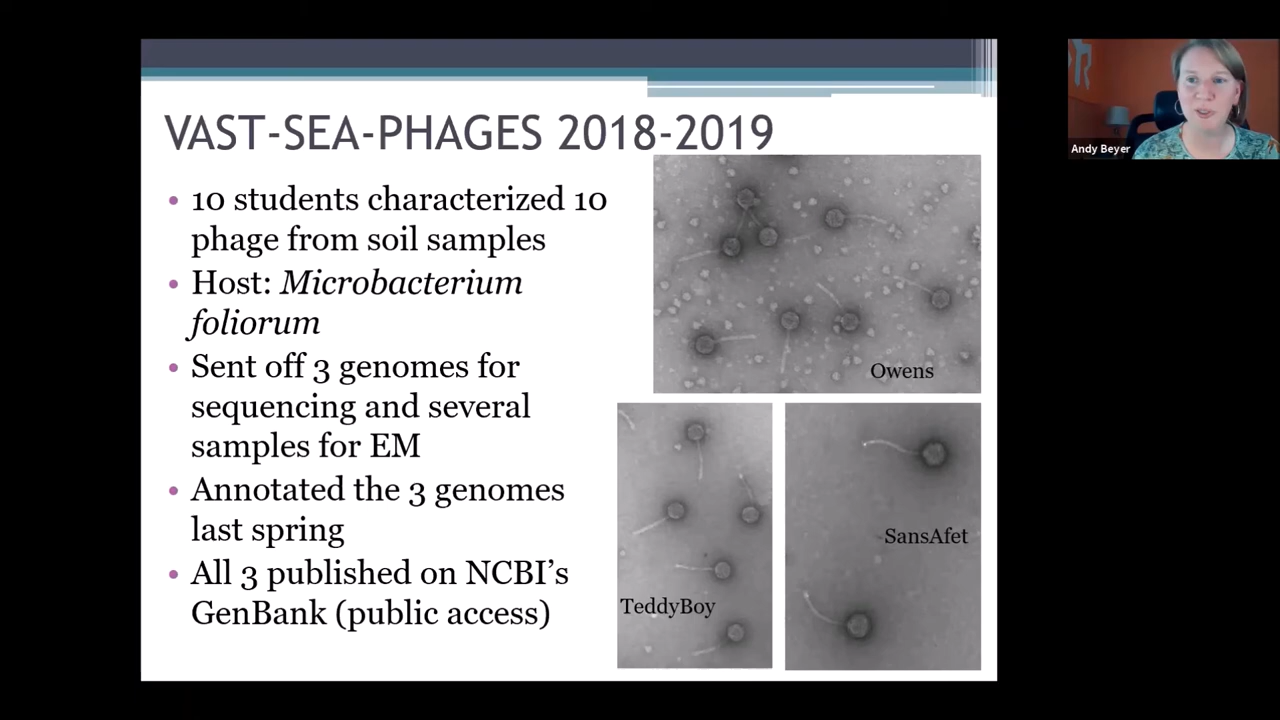 VAST-SEA-PHAGES 2018-2019
• 10 students characterized 10
phage from soil samples
• Host: Microbacterium
foliorum
• Sent off 3 genomes for
sequencing and several
samples for EM
• Annotated the 3 genomes
last spring
• All 3 published on NCBI’s
GenBank (public access)
Owens
TeddyBoy
SansAfet
Andy Beyer